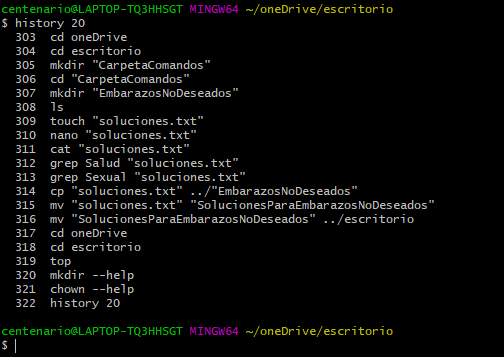 centenario@LAPTOP-TQ3HHSGT MINGW64 ~/oneDrive/escritorio
$ history 20
303 cd oneDrive
304 cd escritorio
305 mkdir "CarpetaComandos"
306 cd "CarpetaComandos"
307 mkdir "EmbarazosNoDeseados"
308 ls
309 touch "soluciones.txt"
310 nano "soluciones.txt"
311 cat "soluciones.txt"
312 grep Salud "soluciones.txt"
313 grep Sexual "soluciones.txt"
314 cp "soluciones.txt" ../"EmbarazosNoDeseados"
315 mv "soluciones.txt" "SolucionesParaEmbarazosNoDeseados"
316 mv "SolucionesParaEmbarazosNoDeseados" ../escritorio
317 cd oneDrive
318 cd escritorio
319 top
320 mkdir --help
321 chown --help
322 history 20
centenario@LAPTOP-TQ3HHSGT MINGW64 ~/oneDrive/escritorio
$